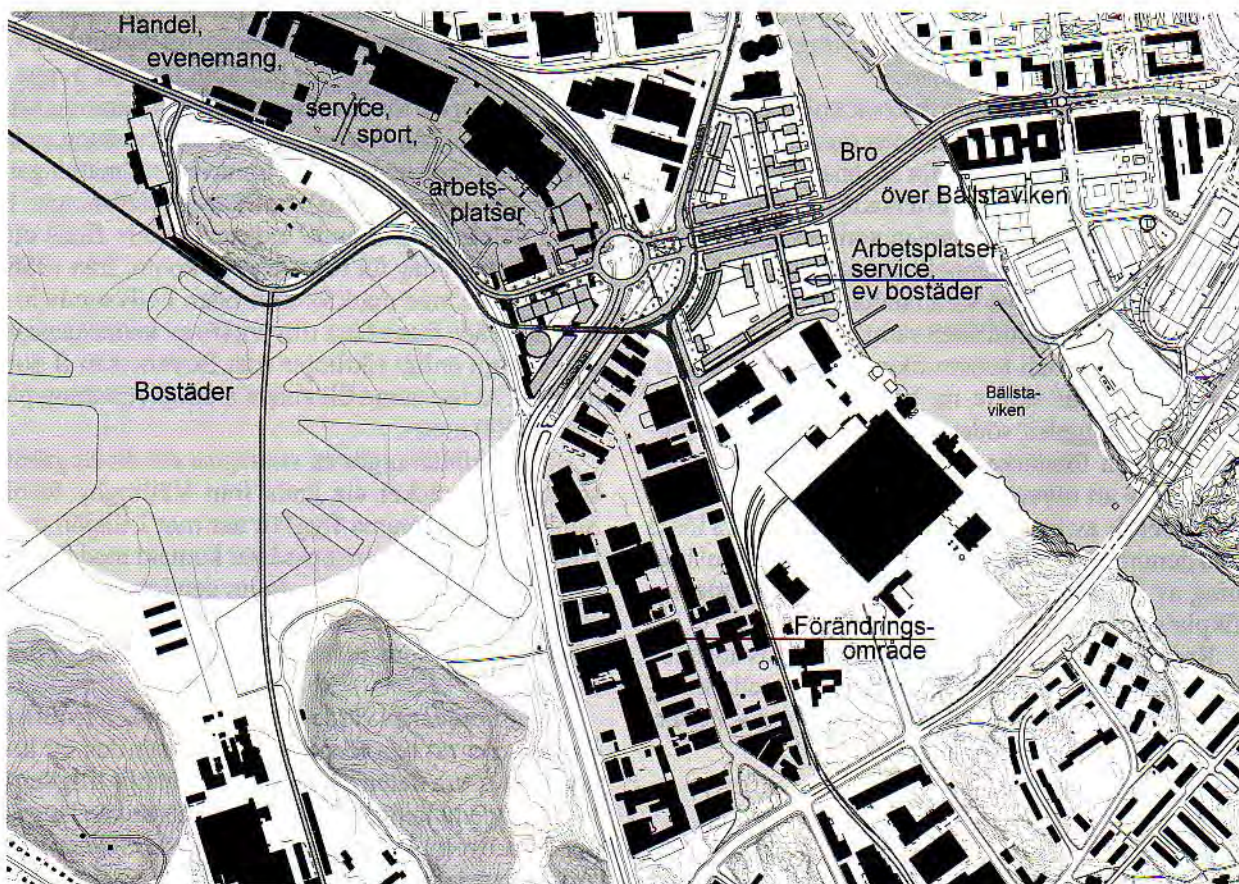 Handel,
evenemang,
service,
sport,
arbets-
platser
Bro
över Bällstaviken
Arbetsplatser,
service,
ev bostäder
Bostäder
Bällsta-
viken
Förändrings-
område